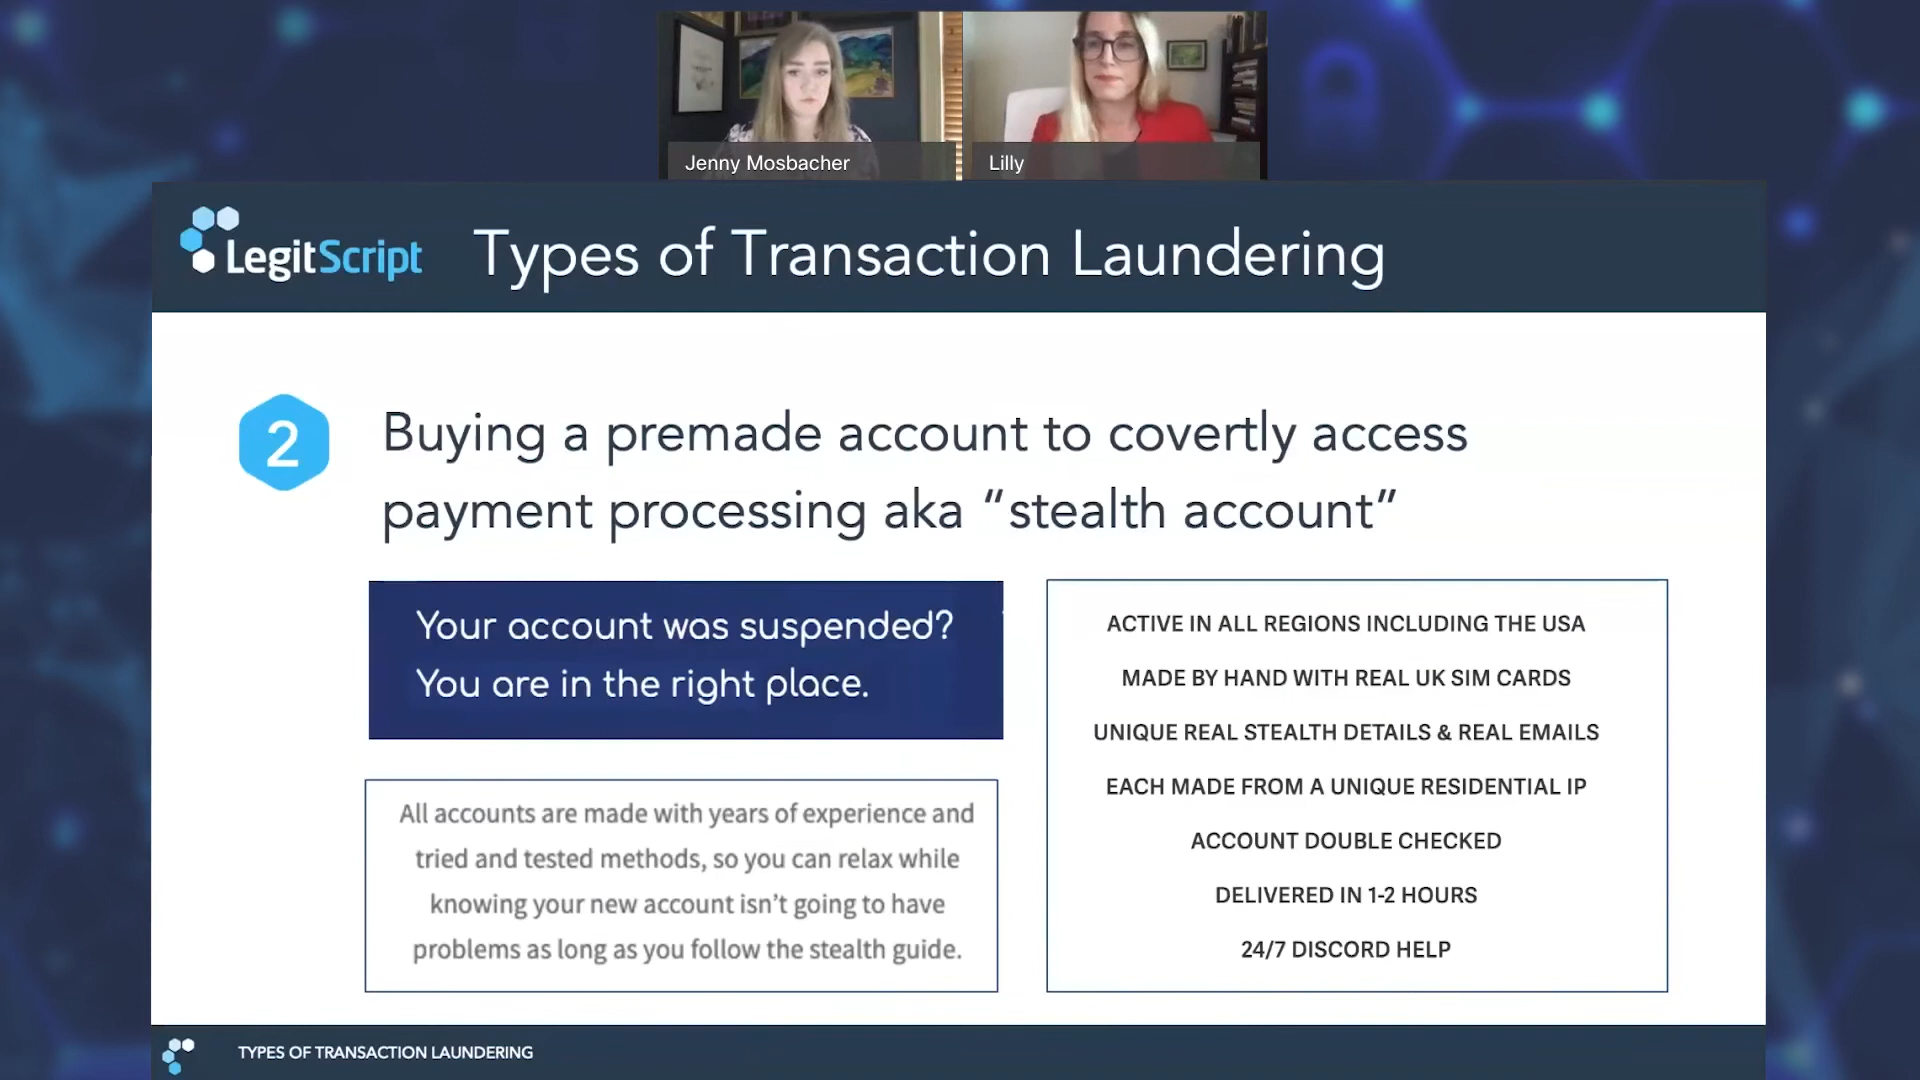 Jenny Mosbacher
Lilly
LegitScript
Types of Transaction Laundering
2
Buying a premade account to covertly access
payment processing aka “stealth account”
Your account was suspended?
You are in the right place.
All accounts are made with years of experience and
tried and tested methods, so you can relax while
knowing your new account isn’t going to have
problems as long as you follow the stealth guide.
ACTIVE IN ALL REGIONS INCLUDING THE USA
MADE BY HAND WITH REAL UK SIM CARDS
UNIQUE REAL STEALTH DETAILS & REAL EMAILS
EACH MADE FROM A UNIQUE RESIDENTIAL IP
ACCOUNT DOUBLE CHECKED
DELIVERED IN 1-2 HOURS
24/7 DISCORD HELP
TYPES OF TRANSACTION LAUNDERING